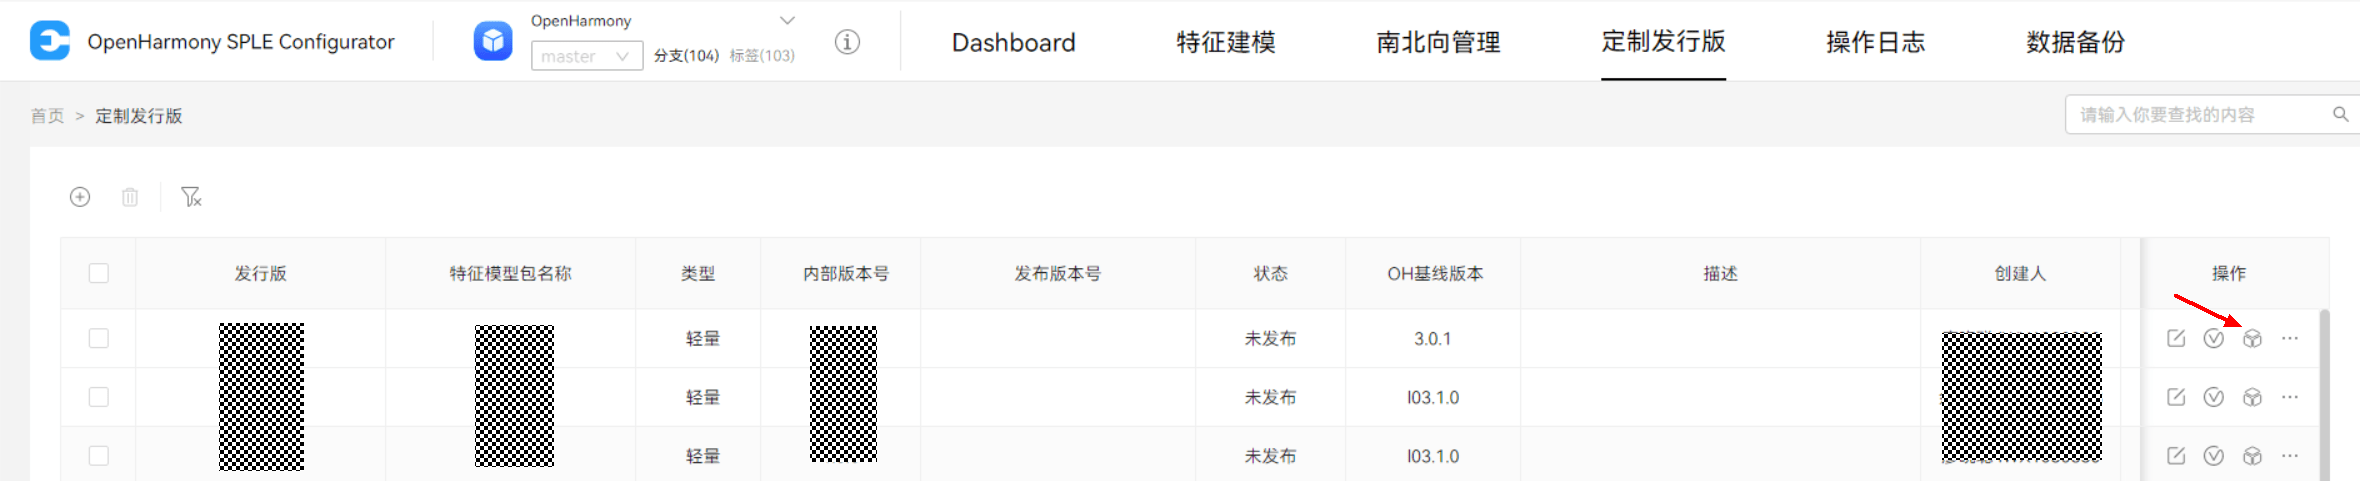 OpenHarmony SPLE Configurator
OpenHarmony
master 分支(104) 标签(103)
Dashboard 特征建模 南北向管理 定制发行版 操作日志 数据备份
首页 > 定制发行版
请输入你要查找的内容
发行版 特征模型包名称 类型 内部版本号 发布版本号 状态 OH基线版本 描述 创建人 操作
轻量 未发布 3.0.1
轻量 未发布 I03.1.0
轻量 未发布 I03.1.0